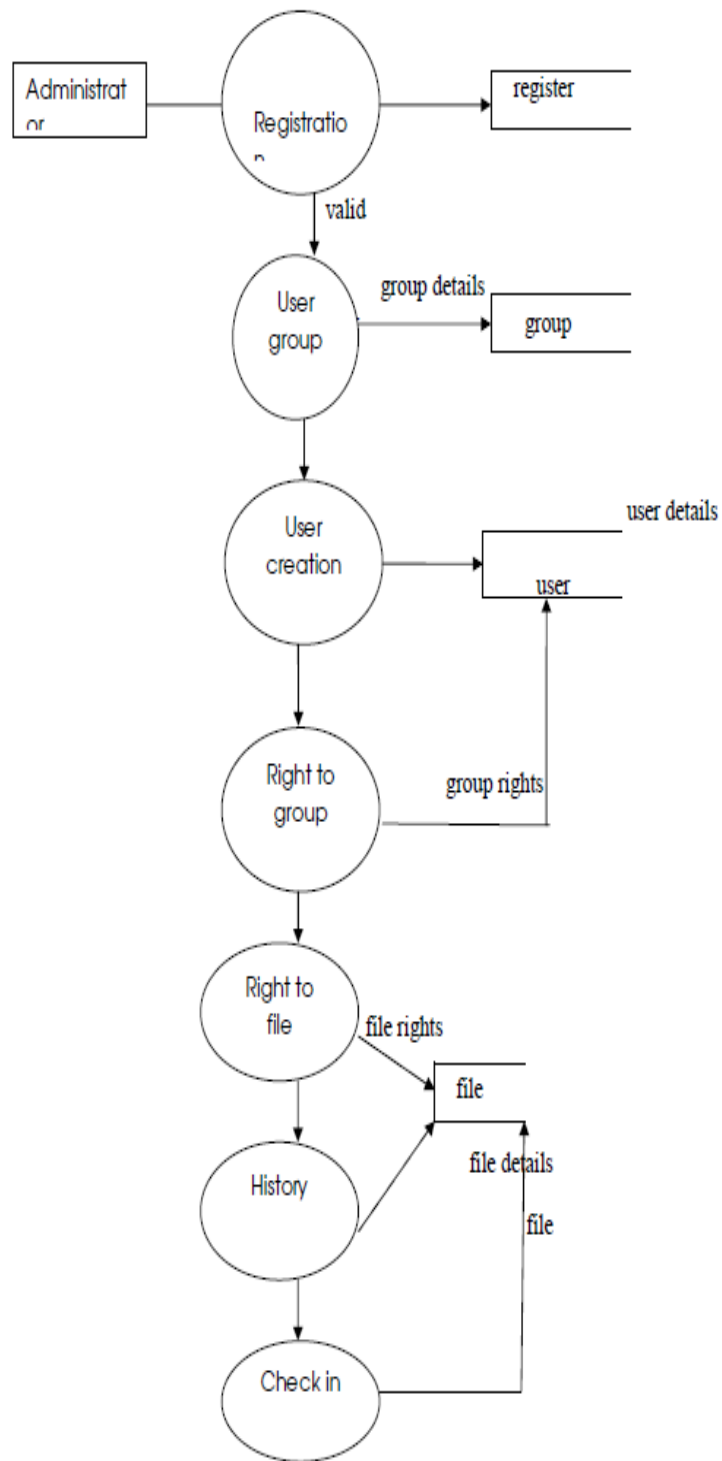 Administrat
or
Registratio
n
register
valid
User
group
group details
group
User
creation
user details
user
Right to
group
group rights
Right to
file
file rights
file
History
file details
file
Check in